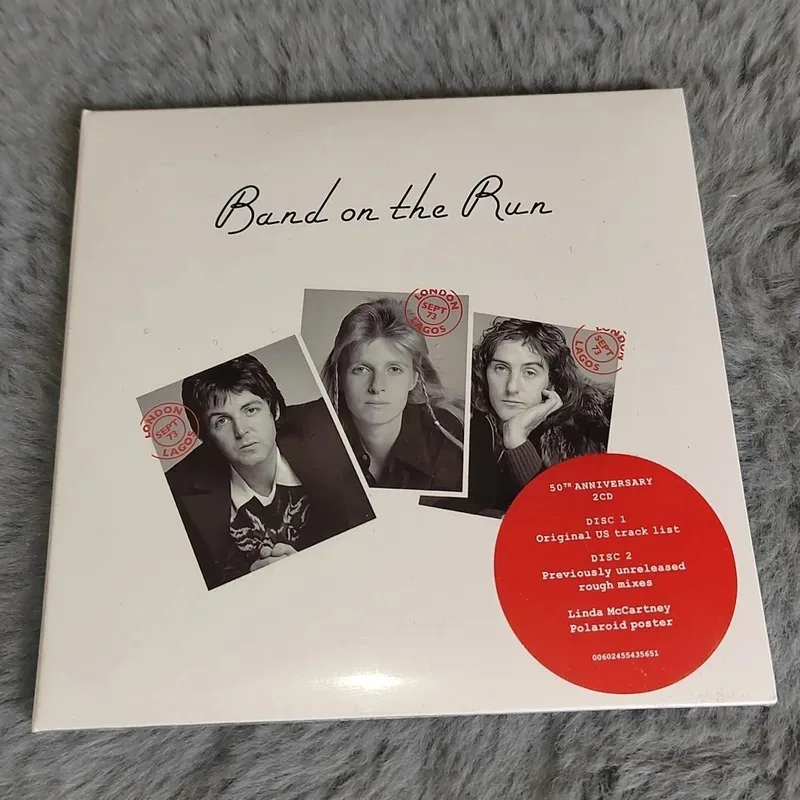 Band on the Run
LONDON
SEPT
73
LAGOS
LONDON
SEPT
73
LAGOS
LONDON
SEPT
73
LAGOS
50TH ANNIVERSARY
2CD
DISC 1
Original US track list
DISC 2
Previously unreleased
rough mixes
Linda McCartney
Polaroid poster
00602455435651